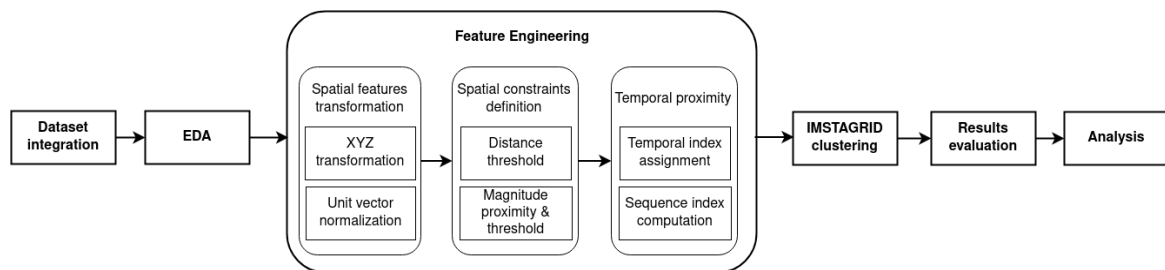 Dataset
integration
EDA
Feature Engineering
Spatial features
transformation
XYZ
transformation
Unit vector
normalization
Spatial constraints
definition
Distance
threshold
Magnitude
proximity &
threshold
Temporal proximity
Temporal index
assignment
Sequence index
computation
IMSTAGRID
clustering
Results
evaluation
Analysis